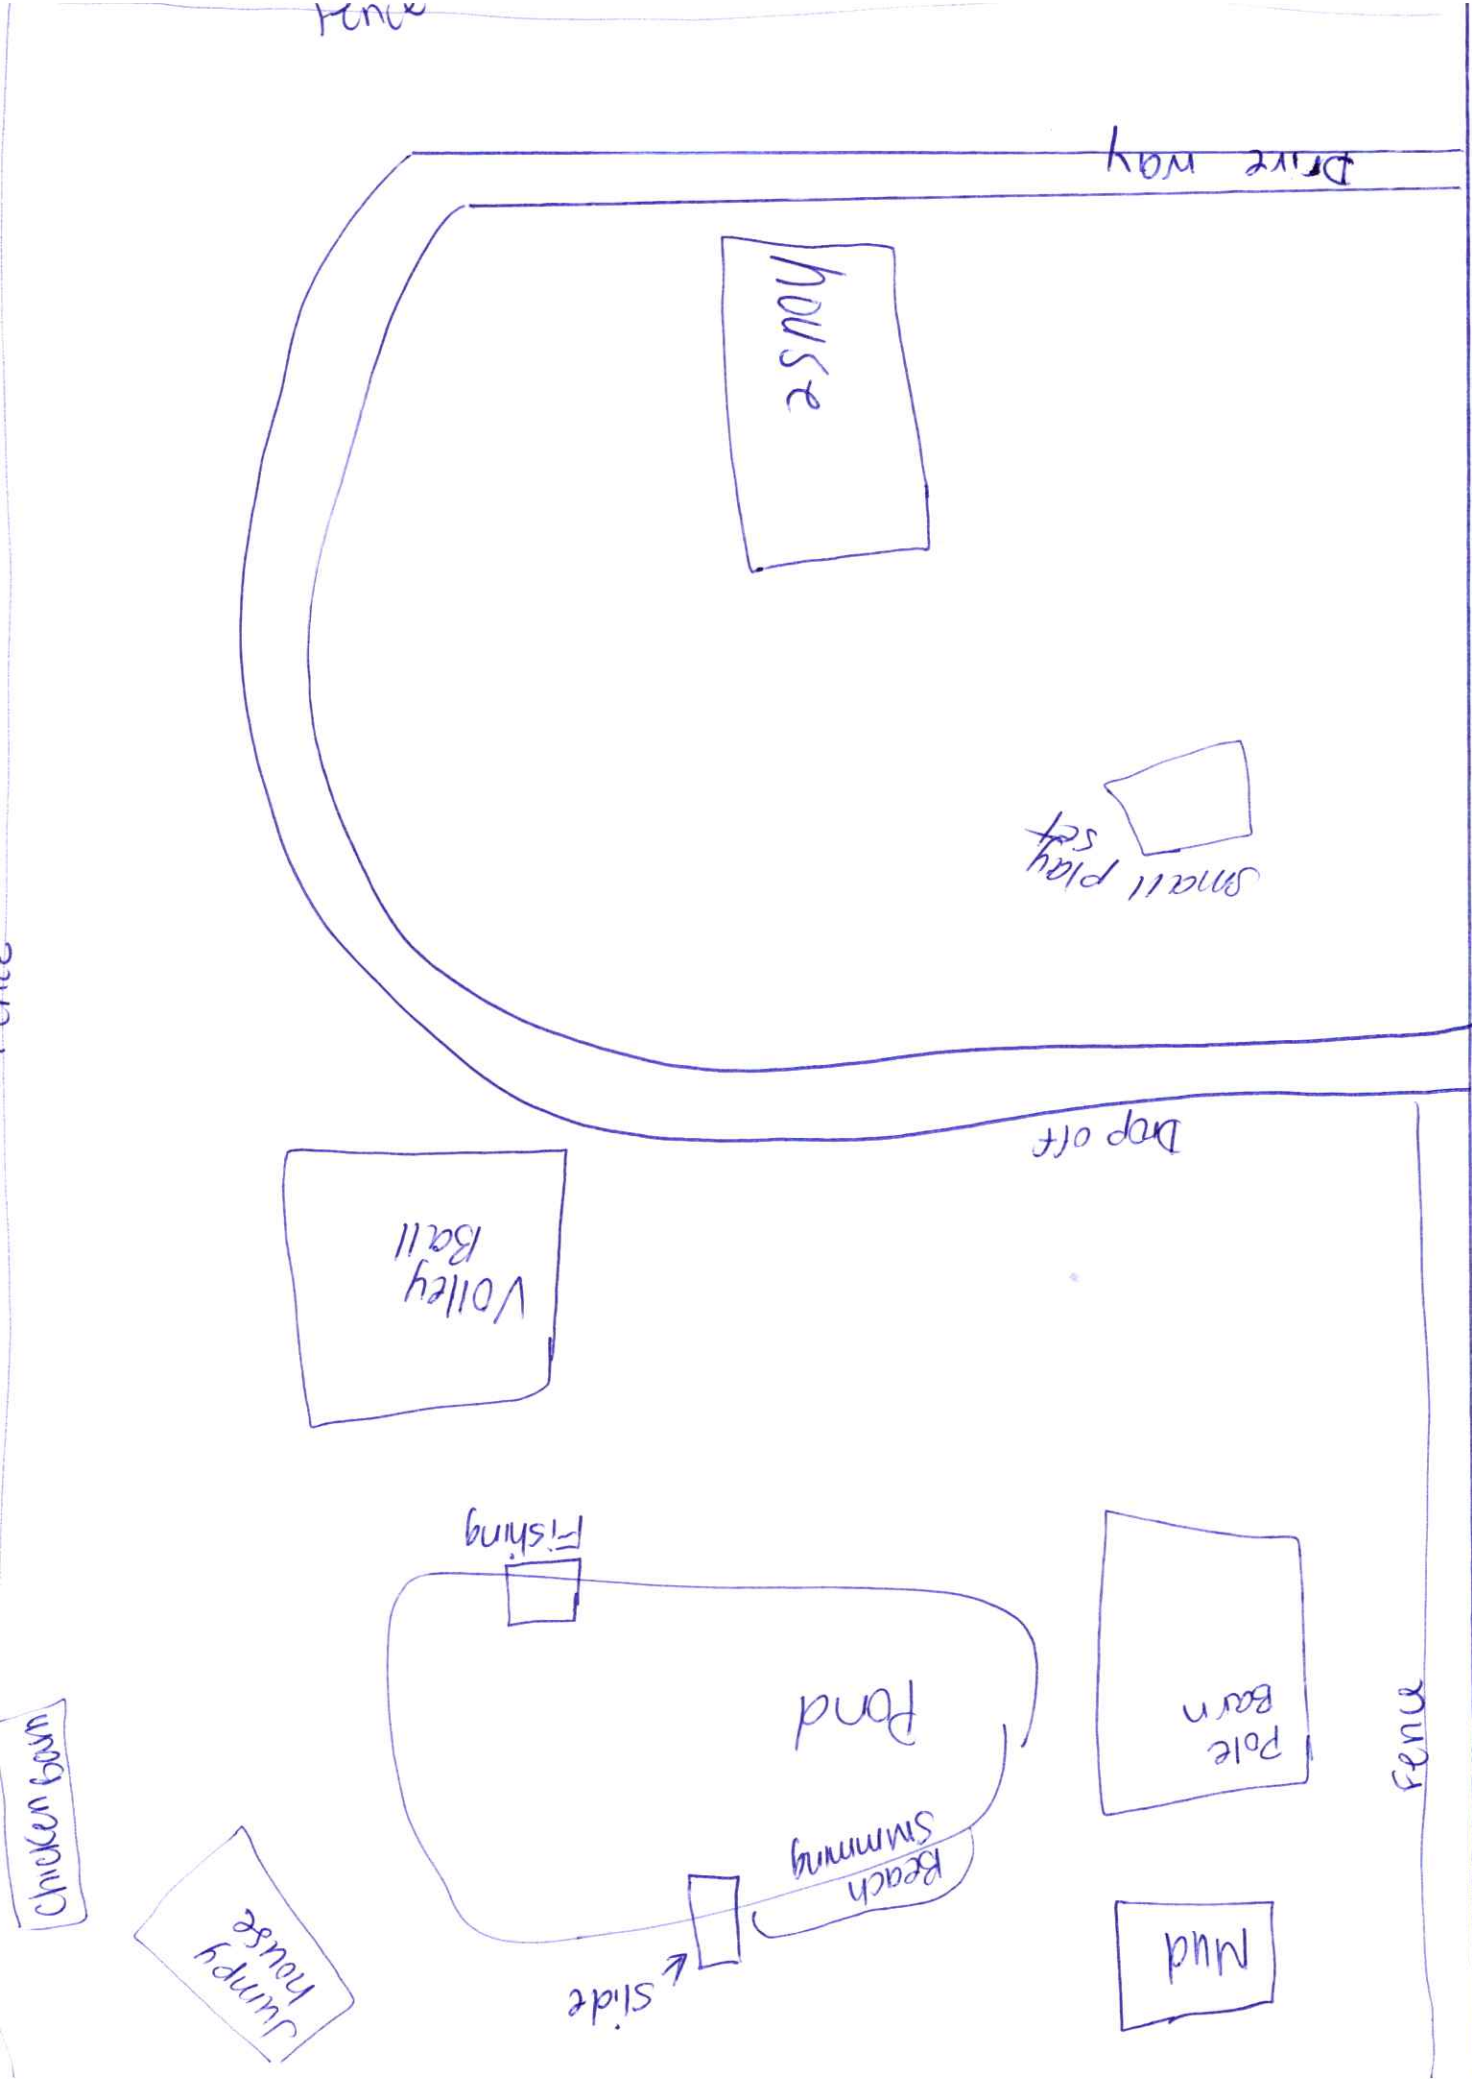 Fence
Drive way
house
small play
set
Drop off
Volley
Ball
Fishing
Pond
Swimming
Beach
Slide
Pole
Barn
Mud
Fence
Jumpy
house
Chicken barn